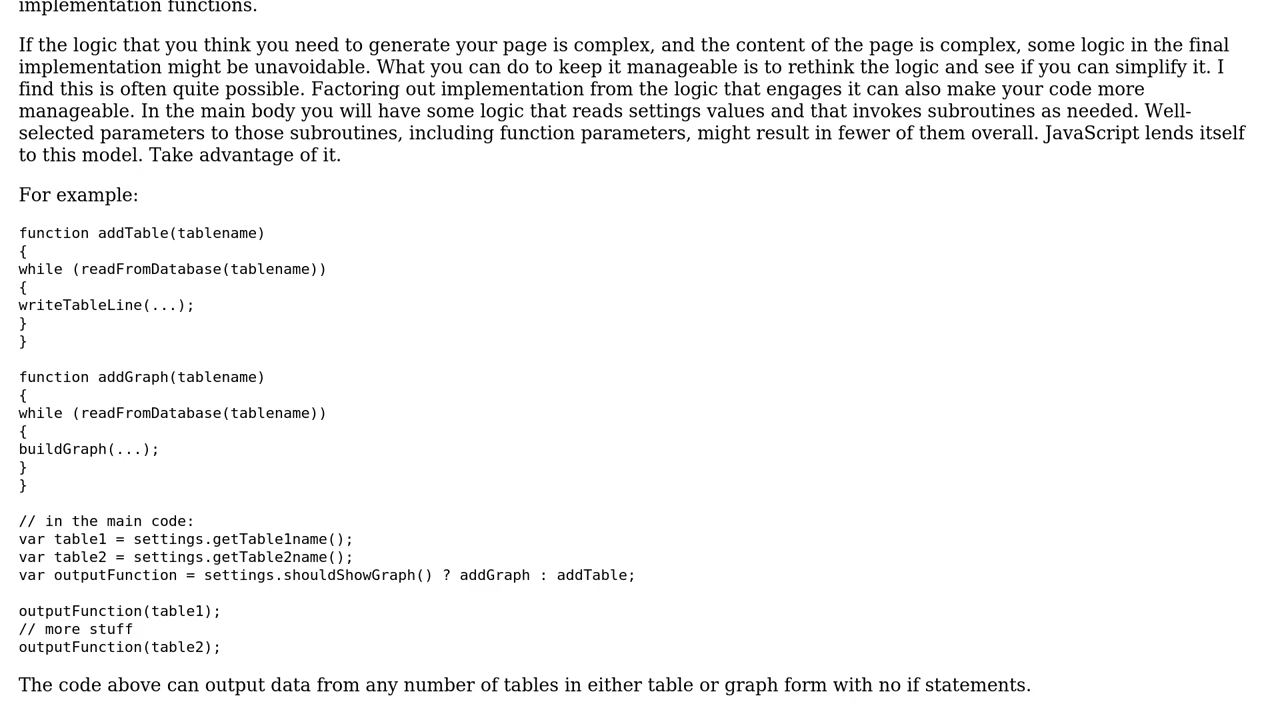 implementation functions.
If the logic that you think you need to generate your page is complex, and the content of the page is complex, some logic in the final
implementation might be unavoidable. What you can do to keep it manageable is to rethink the logic and see if you can simplify it. I
find this is often quite possible. Factoring out implementation from the logic that engages it can also make your code more
manageable. In the main body you will have some logic that reads settings values and that invokes subroutines as needed. Well-
selected parameters to those subroutines, including function parameters, might result in fewer of them overall. JavaScript lends itself
to this model. Take advantage of it.
For example:
function addTable(tablename)
{
while (readFromDatabase(tablename))
{
writeTableLine(...);
}
}
function addGraph(tablename)
{
while (readFromDatabase(tablename))
{
buildGraph(...);
}
}
// in the main code:
var table1 = settings.getTable1name();
var table2 = settings.getTable2name();
var outputFunction = settings.shouldShowGraph() ? addGraph : addTable;
outputFunction(table1);
// more stuff
outputFunction(table2);
The code above can output data from any number of tables in either table or graph form with no if statements.